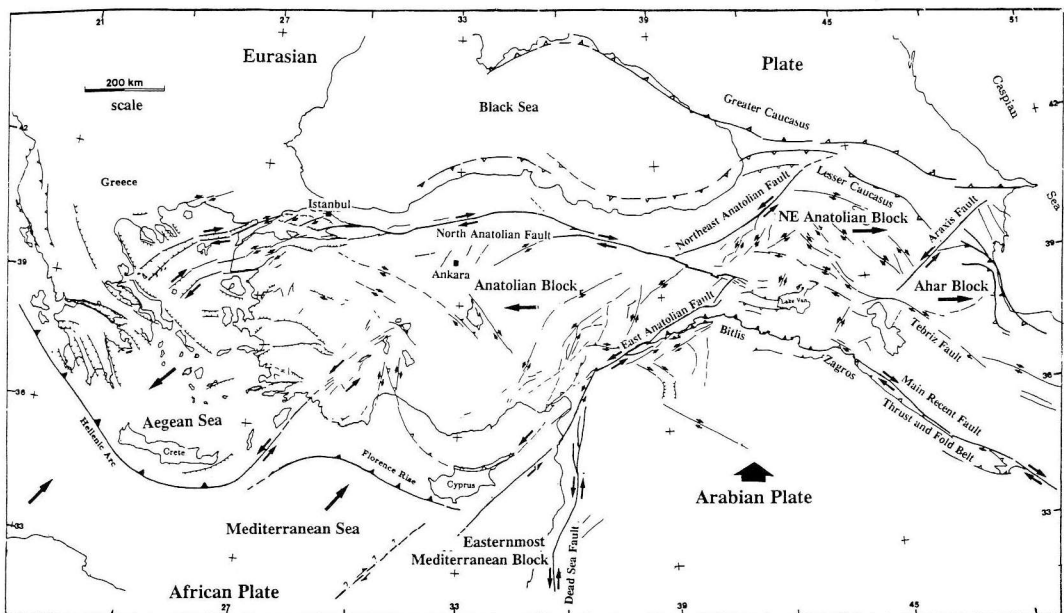 21 27 33 39 45 51
Eurasian
Plate
200 km
scale
Black Sea
Caspian
Sea
42
42
Greater Caucasus
Greece
Istanbul
Lesser Caucasus
Northeast Anatolian Fault
NE Anatolian Block
Araxis Fault
North Anatolian Fault
39
39
Ankara
Anatolian Block
East Anatolian Fault
Lake Van
Ahar Block
Bitlis
Tebriz Fault
Zagros
36
36
Main Recent Fault
Thrust and Fold Belt
Aegean Sea
Hellenic Arc
Crete
Florence Rise
Cyprus
Arabian Plate
Mediterranean Sea
33
33
Easternmost
Mediterranean Block
Dead Sea Fault
African Plate
27 33 39 45